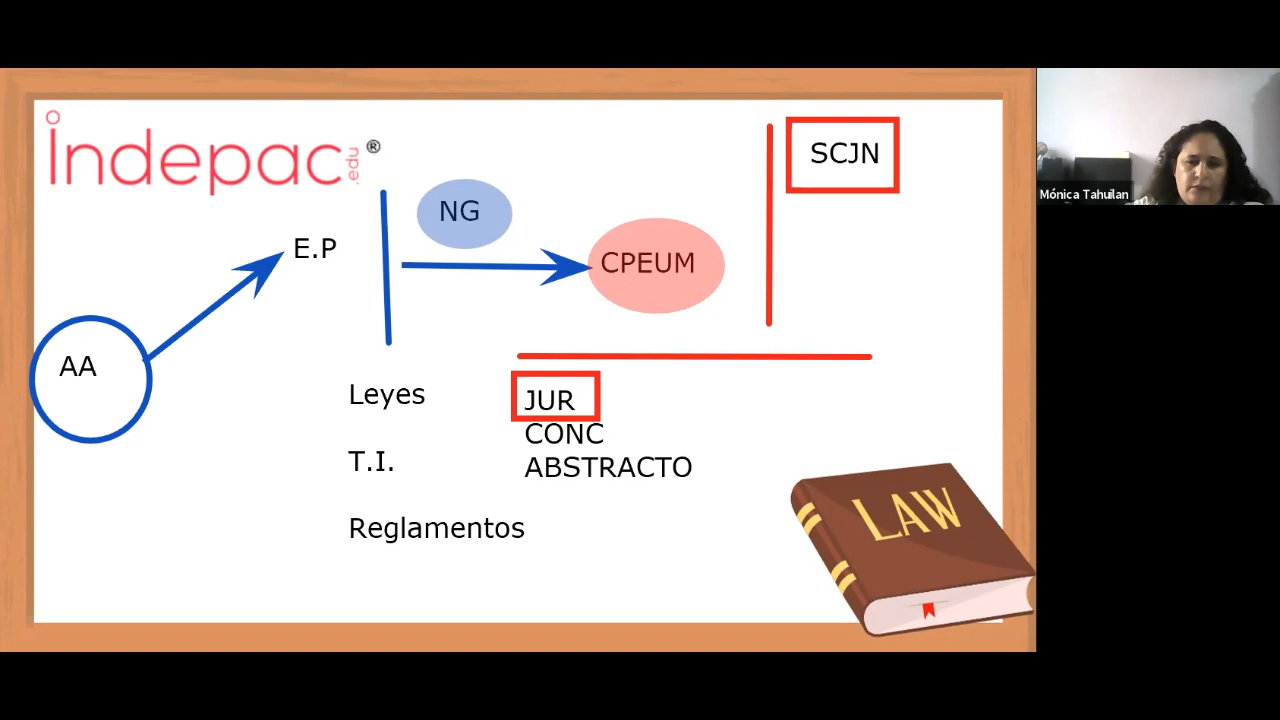 indepac .edu ®
SCJN
Mónica Tahuilan
NG
E.P
CPEUM
AA
Leyes
JUR
CONC
T.I.
ABSTRACTO
Reglamentos
LAW